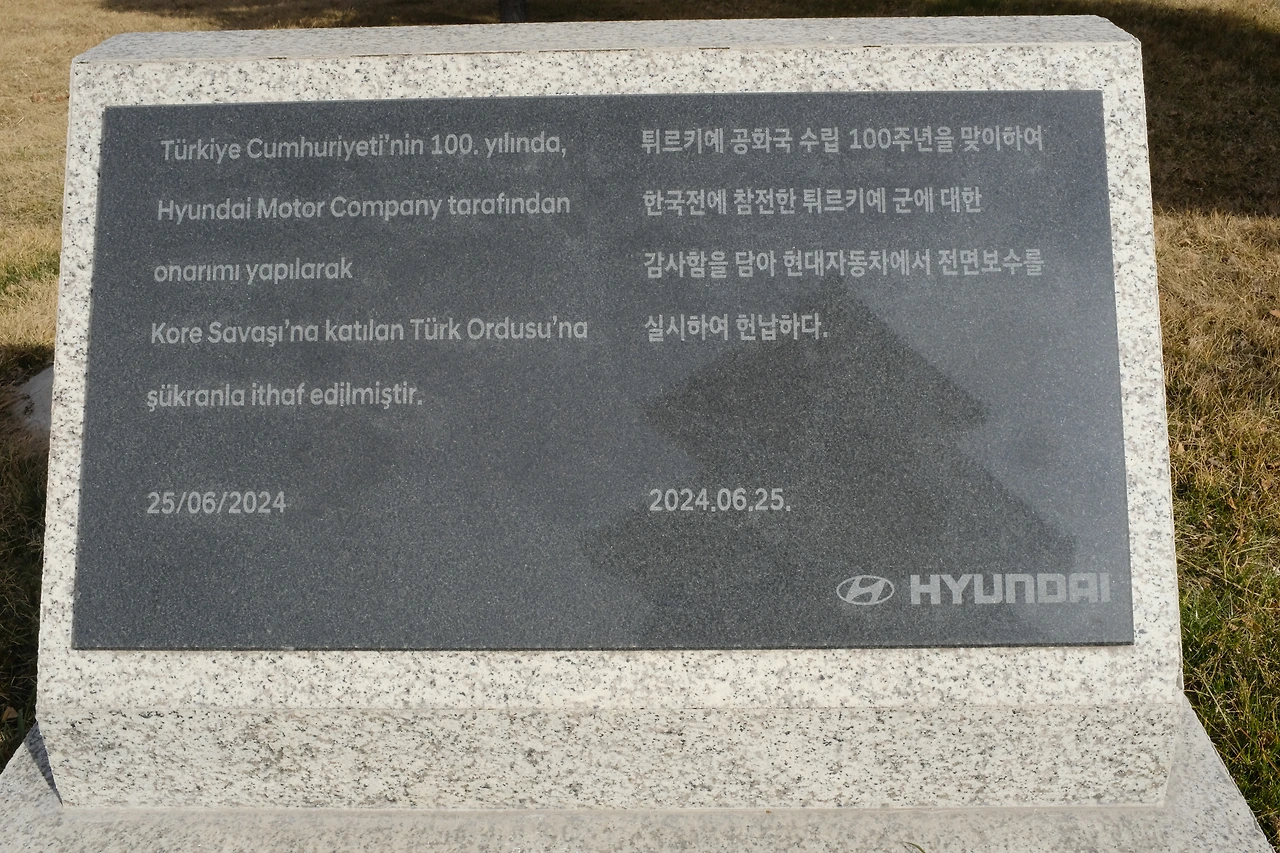 Türkiye Cumhuriyeti'nin 100. yılında,
Hyundai Motor Company tarafından
onarımı yapılarak
Kore Savaşı'na katılan Türk Ordusu'na
şükranla ithaf edilmiştir.
25/06/2024
튀르키예 공화국 수립 100주년을 맞이하여
한국전에 참전한 튀르키예 군에 대한
감사함을 담아 현대자동차에서 전면보수를
실시하여 헌납하다.
2024.06.25.
HYUNDAI